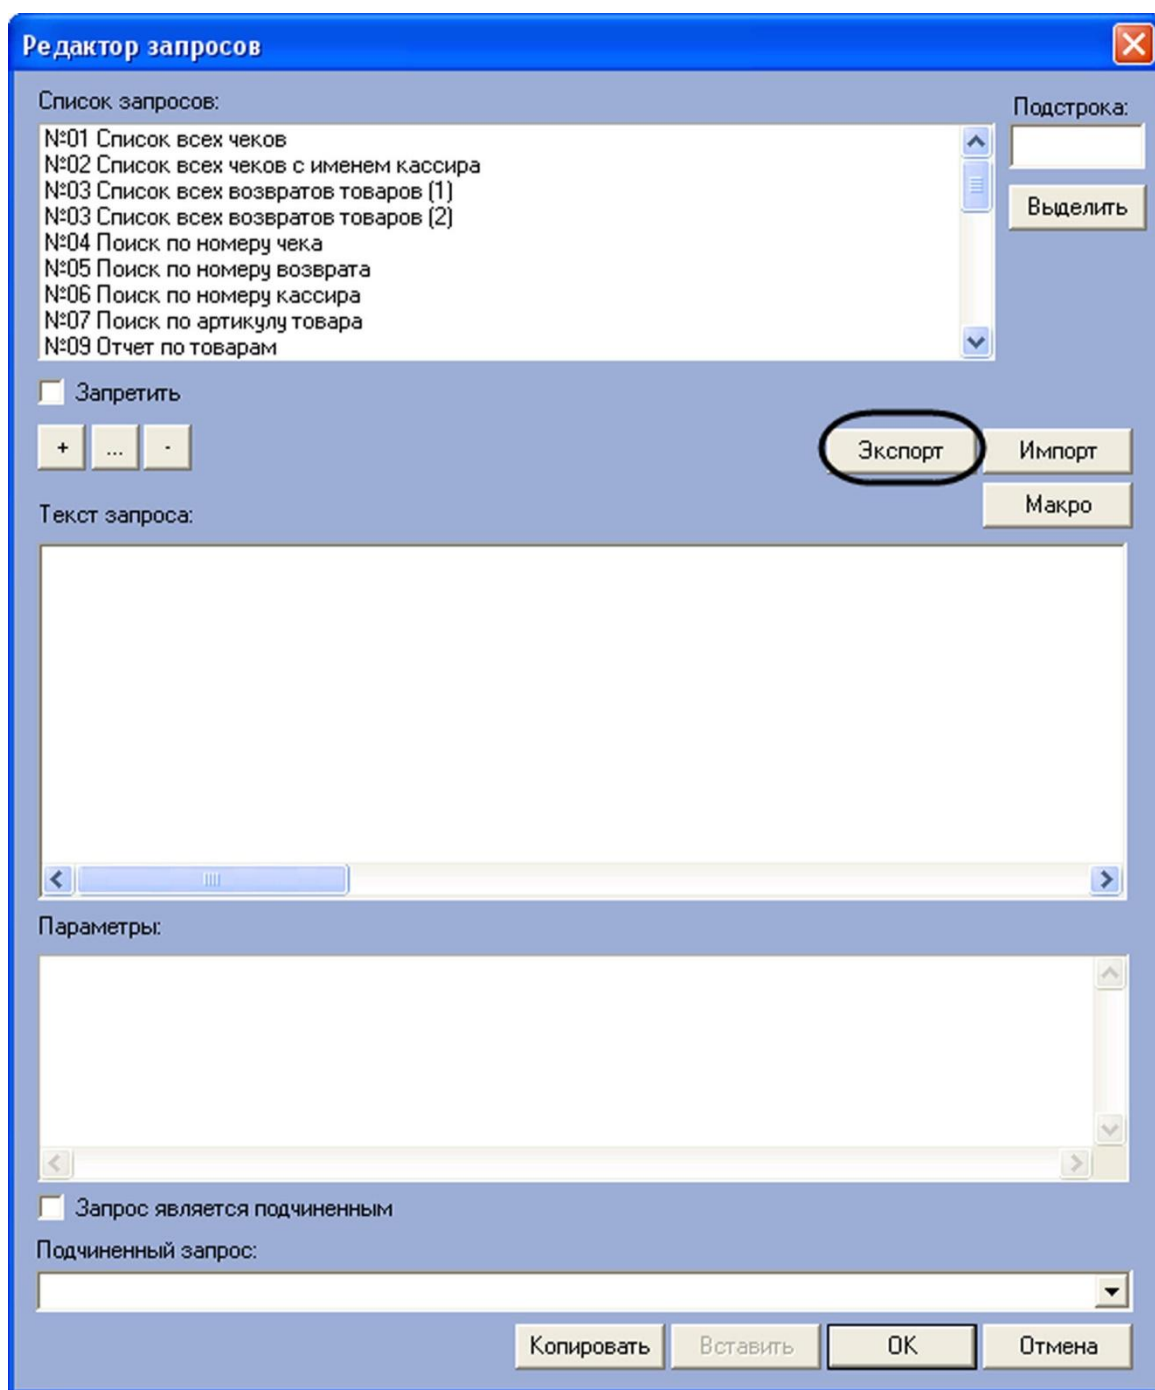 Редактор запросов
Список запросов:
Подстрока:
№01 Список всех чеков
№02 Список всех чеков с именем кассира
№03 Список всех возвратов товаров (1)
№03 Список всех возвратов товаров (2)
№04 Поиск по номеру чека
№05 Поиск по номеру возврата
№06 Поиск по номеру кассира
№07 Поиск по артикулу товара
№09 Отчет по товарам
Выделить
Запретить
+ ... -
Экспорт Импорт
Макро
Текст запроса:
Параметры:
Запрос является подчиненным
Подчиненный запрос:
Копировать Вставить OK Отмена